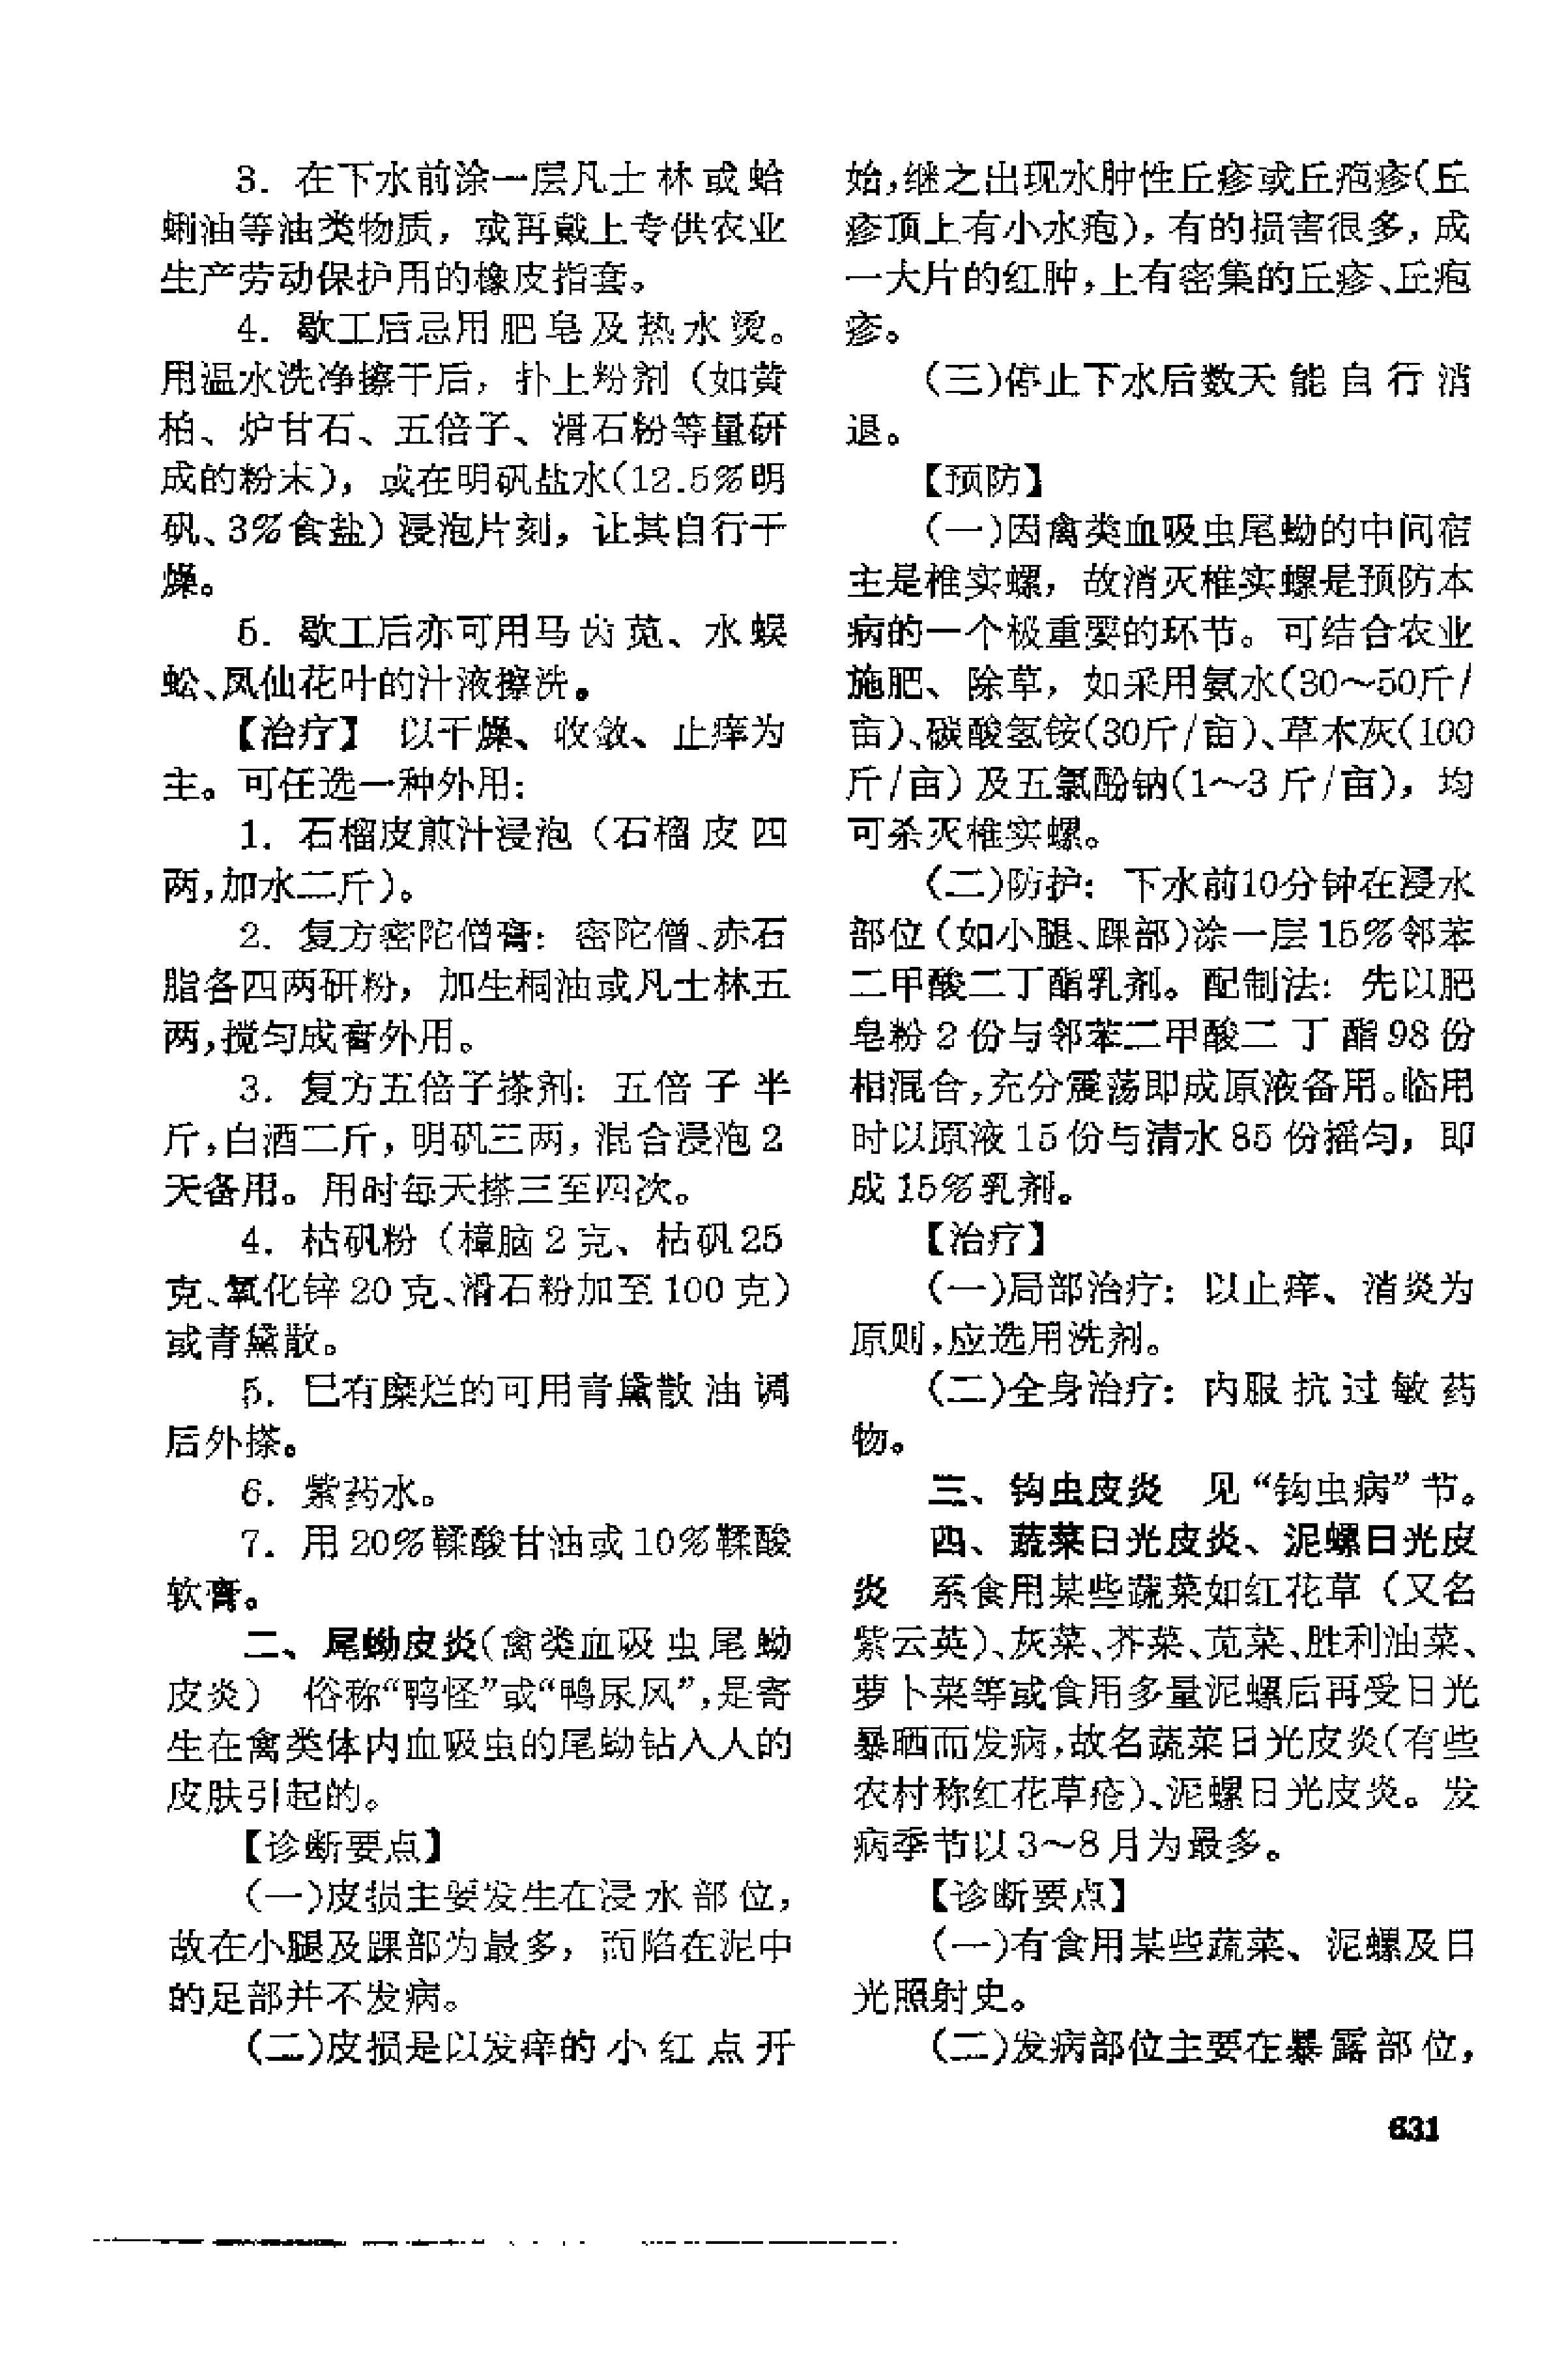 3. 在下水前涂一层凡士林或蛤
蜊油等油类物质，或再戴上专供农业
生产劳动保护用的橡皮指套。
4. 歇工后忌用肥皂及热水烫。
用温水洗净擦干后，扑上粉剂（如黄
柏、炉甘石、五倍子、滑石粉等量研
成的粉末），或在明矾盐水(12.5%明
矾、3%食盐）浸泡片刻，让其自行干
燥。
5. 歇工后亦可用马齿苋、水蜈
蚣、凤仙花叶的汁液擦洗。
【治疗】 以干燥、收敛、止痒为
主。可任选一种外用：
1. 石榴皮煎汁浸泡（石榴皮四
两，加水二斤）。
2. 复方密陀僧膏：密陀僧、赤石
脂各四两研粉，加生桐油或凡士林五
两，搅匀成膏外用。
3. 复方五倍子搽剂：五倍子半
斤，白酒二斤，明矾三两，混合浸泡2
天备用。用时每天搽三至四次。
4. 枯矾粉（樟脑2克、枯矾25
克、氧化锌20克、滑石粉加至100克）
或青黛散。
5. 已有糜烂的可用青黛散油调
后外搽。
6. 紫药水。
7. 用20%鞣酸甘油或10%鞣酸
软膏。
二、尾蚴皮炎(禽类血吸虫尾蚴
皮炎） 俗称“鸭怪”或“鸭屎风”，是寄
生在禽类体内血吸虫的尾蚴钻入人的
皮肤引起的。
【诊断要点】
（一）皮损主要发生在浸水部位，
故在小腿及踝部为最多，而陷在泥中
的足部并不发病。
（二）皮损是以发痒的小红点开
始，继之出现水肿性丘疹或丘疱疹（丘
疹顶上有小水疱），有的损害很多，成
一大片的红肿，上有密集的丘疹、丘疱
疹。
（三）停止下水后数天能自行消
退。
【预防】
（一）因禽类血吸虫尾蚴的中间宿
主是椎实螺，故消灭椎实螺是预防本
病的一个极重要的环节。可结合农业
施肥、除草，如采用氨水(30～50斤/
亩）、碳酸氢铵(30斤/亩）、草木灰(100
斤/亩）及五氯酚钠(1～3斤/亩），均
可杀灭椎实螺。
（二）防护：下水前10分钟在浸水
部位（如小腿、踝部）涂一层15%邻苯
二甲酸二丁酯乳剂。配制法：先以肥
皂粉2份与邻苯二甲酸二丁酯98份
相混合，充分震荡即成原液备用。临用
时以原液15份与清水85份摇匀，即
成15%乳剂。
【治疗】
（一）局部治疗：以止痒、消炎为
原则，应选用洗剂。
（二）全身治疗：内服抗过敏药
物。
三、钩虫皮炎 见“钩虫病”节。
四、蔬菜日光皮炎、泥螺日光皮
炎 系食用某些蔬菜如红花草（又名
紫云英）、灰菜、芥菜、苋菜、胜利油菜、
萝卜菜等或食用多量泥螺后再受日光
暴晒而发病，故名蔬菜日光皮炎（有些
农村称红花草疮）、泥螺日光皮炎。发
病季节以3～8月为最多。
【诊断要点】
（一）有食用某些蔬菜、泥螺及日
光照射史。
（二）发病部位主要在暴露部位，
631